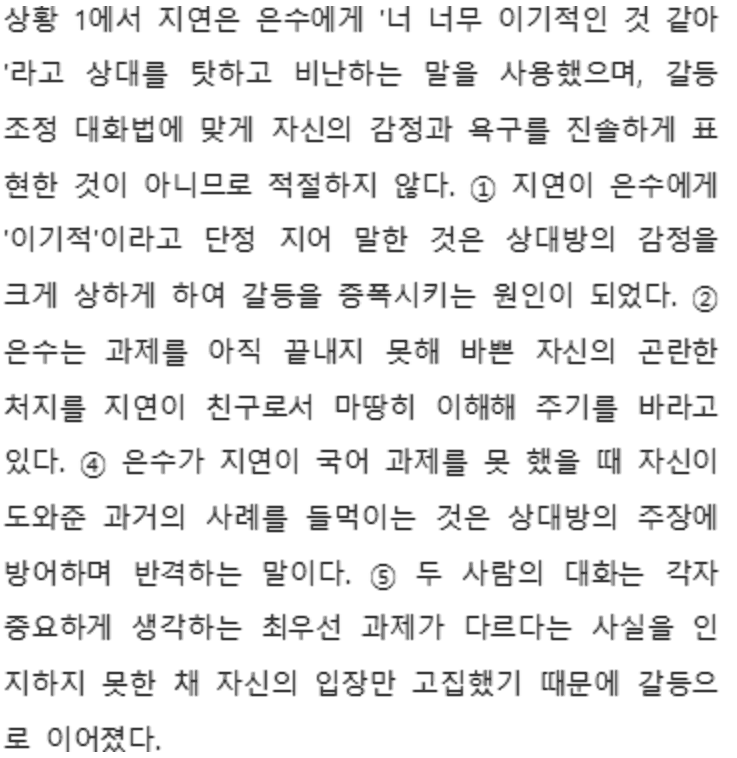 상황 1에서 지연은 은수에게 '너 너무 이기적인 것 같아
'라고 상대를 탓하고 비난하는 말을 사용했으며, 갈등
조정 대화법에 맞게 자신의 감정과 욕구를 진솔하게 표
현한 것이 아니므로 적절하지 않다. ① 지연이 은수에게
'이기적'이라고 단정 지어 말한 것은 상대방의 감정을
크게 상하게 하여 갈등을 증폭시키는 원인이 되었다. ②
은수는 과제를 아직 끝내지 못해 바쁜 자신의 곤란한
처지를 지연이 친구로서 마땅히 이해해 주기를 바라고
있다. ④ 은수가 지연이 국어 과제를 못 했을 때 자신이
도와준 과거의 사례를 들먹이는 것은 상대방의 주장에
방어하며 반격하는 말이다. ⑤ 두 사람의 대화는 각자
중요하게 생각하는 최우선 과제가 다르다는 사실을 인
지하지 못한 채 자신의 입장만 고집했기 때문에 갈등으
로 이어졌다.